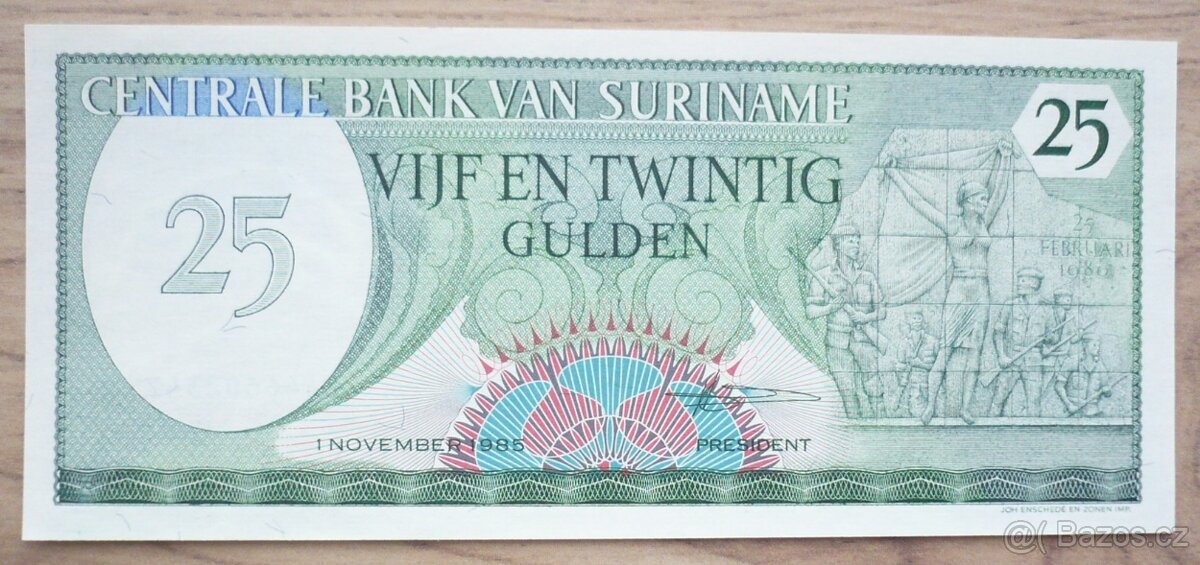 CENTRALE BANK VAN SURINAME
25
25
VIJF EN TWINTIG
GULDEN
25
FEBRUARI
1980
1 NOVEMBER 1985
PRESIDENT
JOH. ENSCHEDÉ EN ZONEN IMP.
@( Bazos.cz